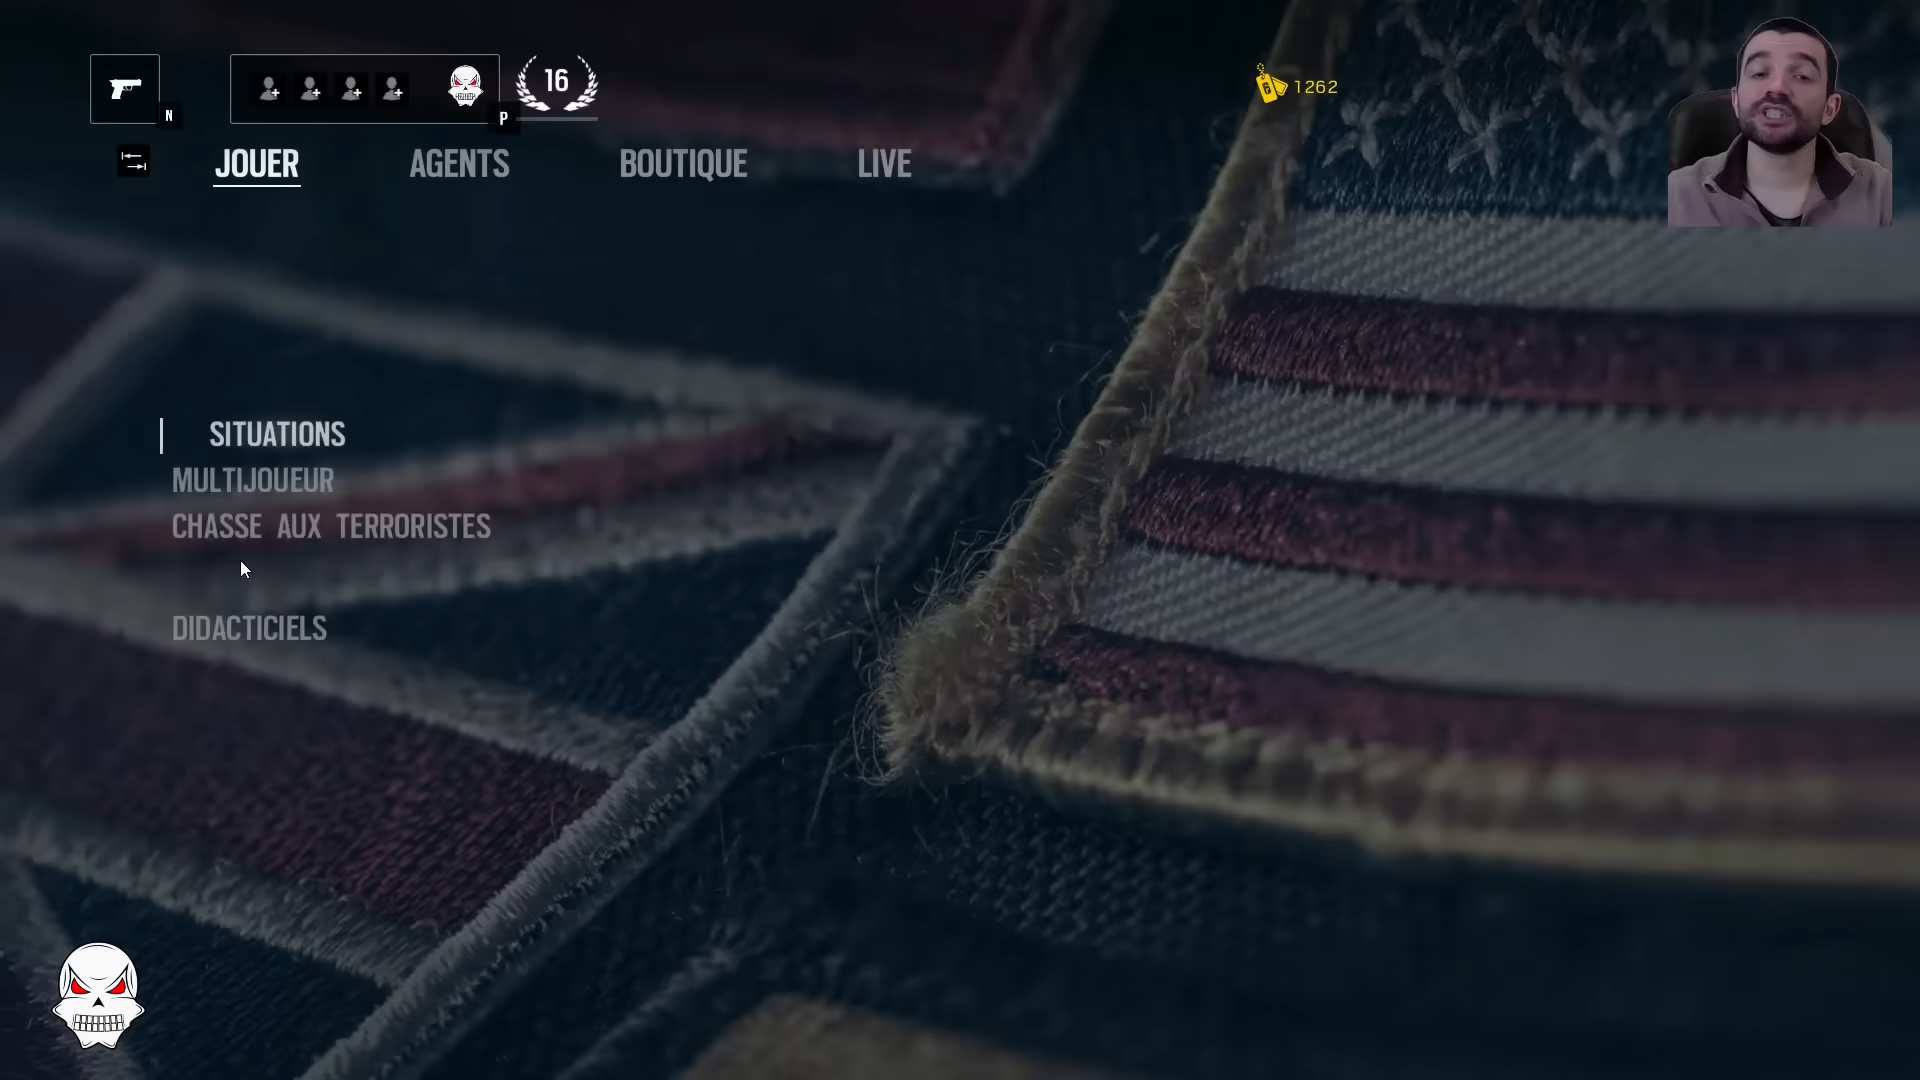 16
1262
N
P
JOUER AGENTS BOUTIQUE LIVE
SITUATIONS
MULTIJOUEUR
CHASSE AUX TERRORISTES
DIDACTICIELS